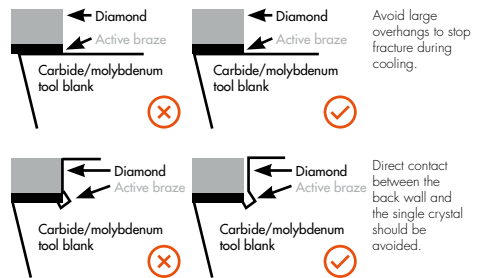 Diamond
Active braze
Carbide/molybdenum
tool blank
Diamond
Active braze
Carbide/molybdenum
tool blank
Avoid large
overhangs to stop
fracture during
cooling.
Diamond
Active braze
Carbide/molybdenum
tool blank
Diamond
Active braze
Carbide/molybdenum
tool blank
Direct contact
between the
back wall and
the single crystal
should be
avoided.